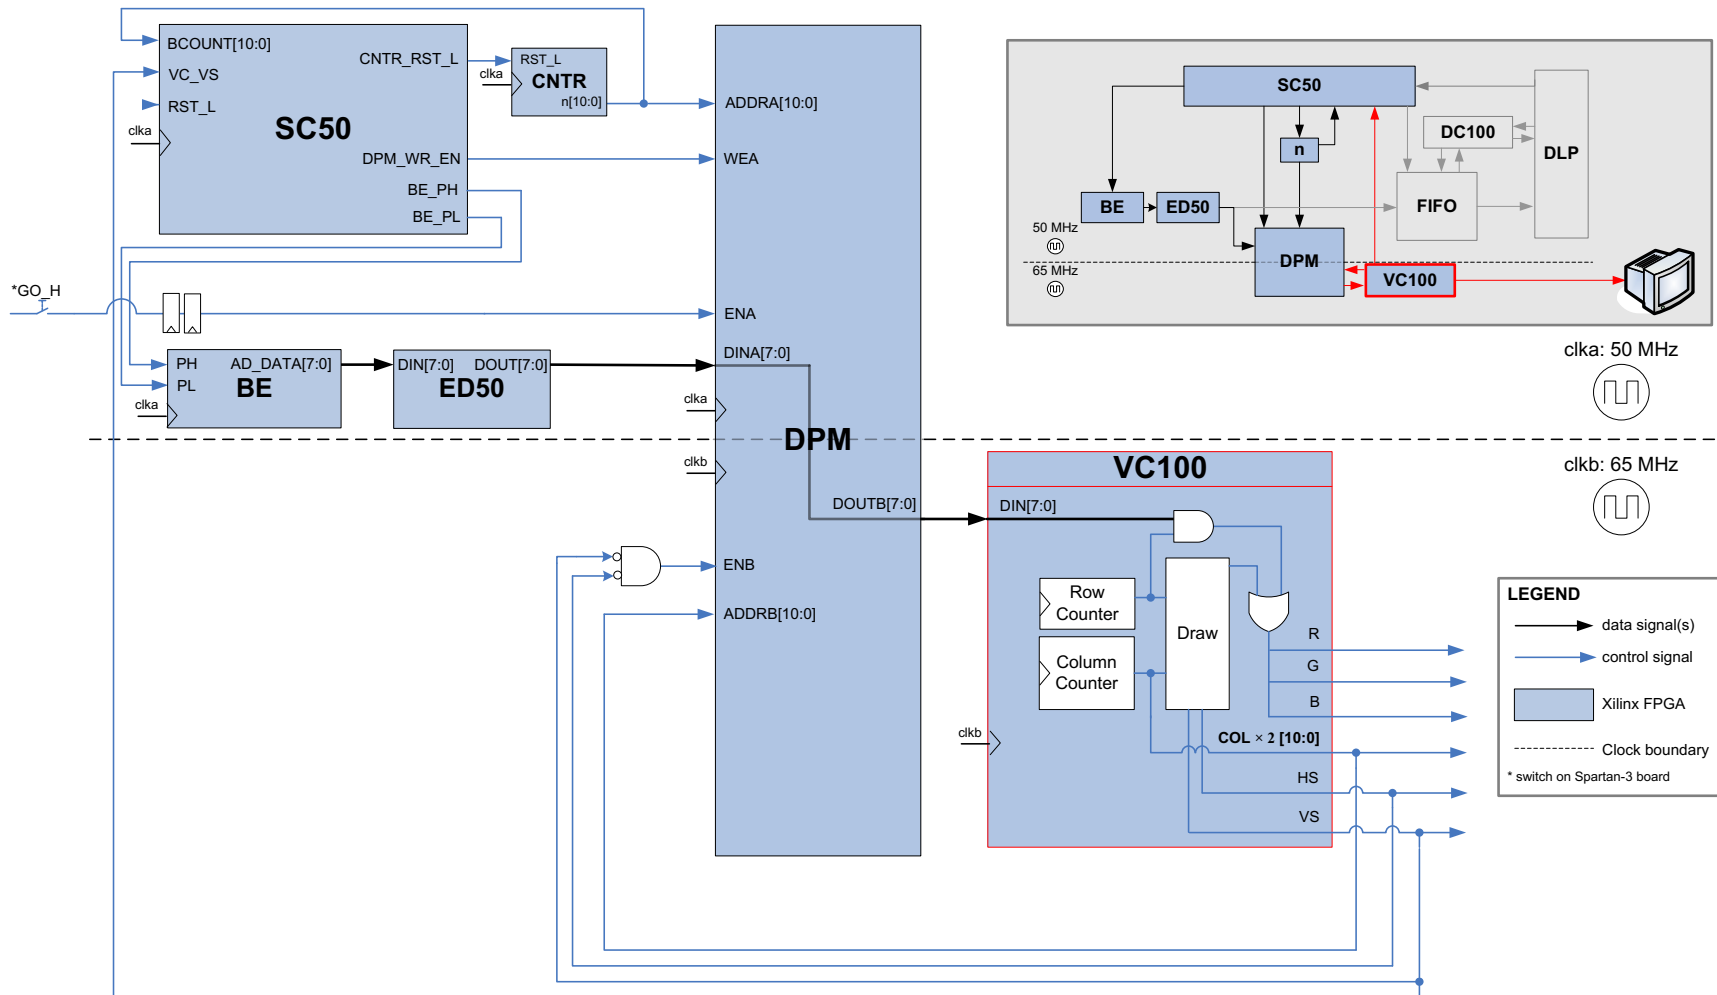 BCOUNT[10:0]
VC_VS
RST_L
clka
SC50
CNTR_RST_L
DPM_WR_EN
BE_PH
BE_PL
clka
RST_L
CNTR
n[10:0]
ADDRA[10:0]
WEA
ENA
DINA[7:0]
clka
DPM
clkb
DOUTB[7:0]
ENB
ADDRB[10:0]
*GO_H
PH
PL
AD_DATA[7:0]
BE
clka
DIN[7:0]
DOUT[7:0]
ED50
SC50
n
BE
ED50
DPM
VC100
DC100
FIFO
DLP
50 MHz
65 MHz
clka: 50 MHz
clkb: 65 MHz
VC100
DIN[7:0]
Row
Counter
Column
Counter
Draw
clkb
R
G
B
COL × 2 [10:0]
HS
VS
LEGEND
data signal(s)
control signal
Xilinx FPGA
Clock boundary
* switch on Spartan-3 board